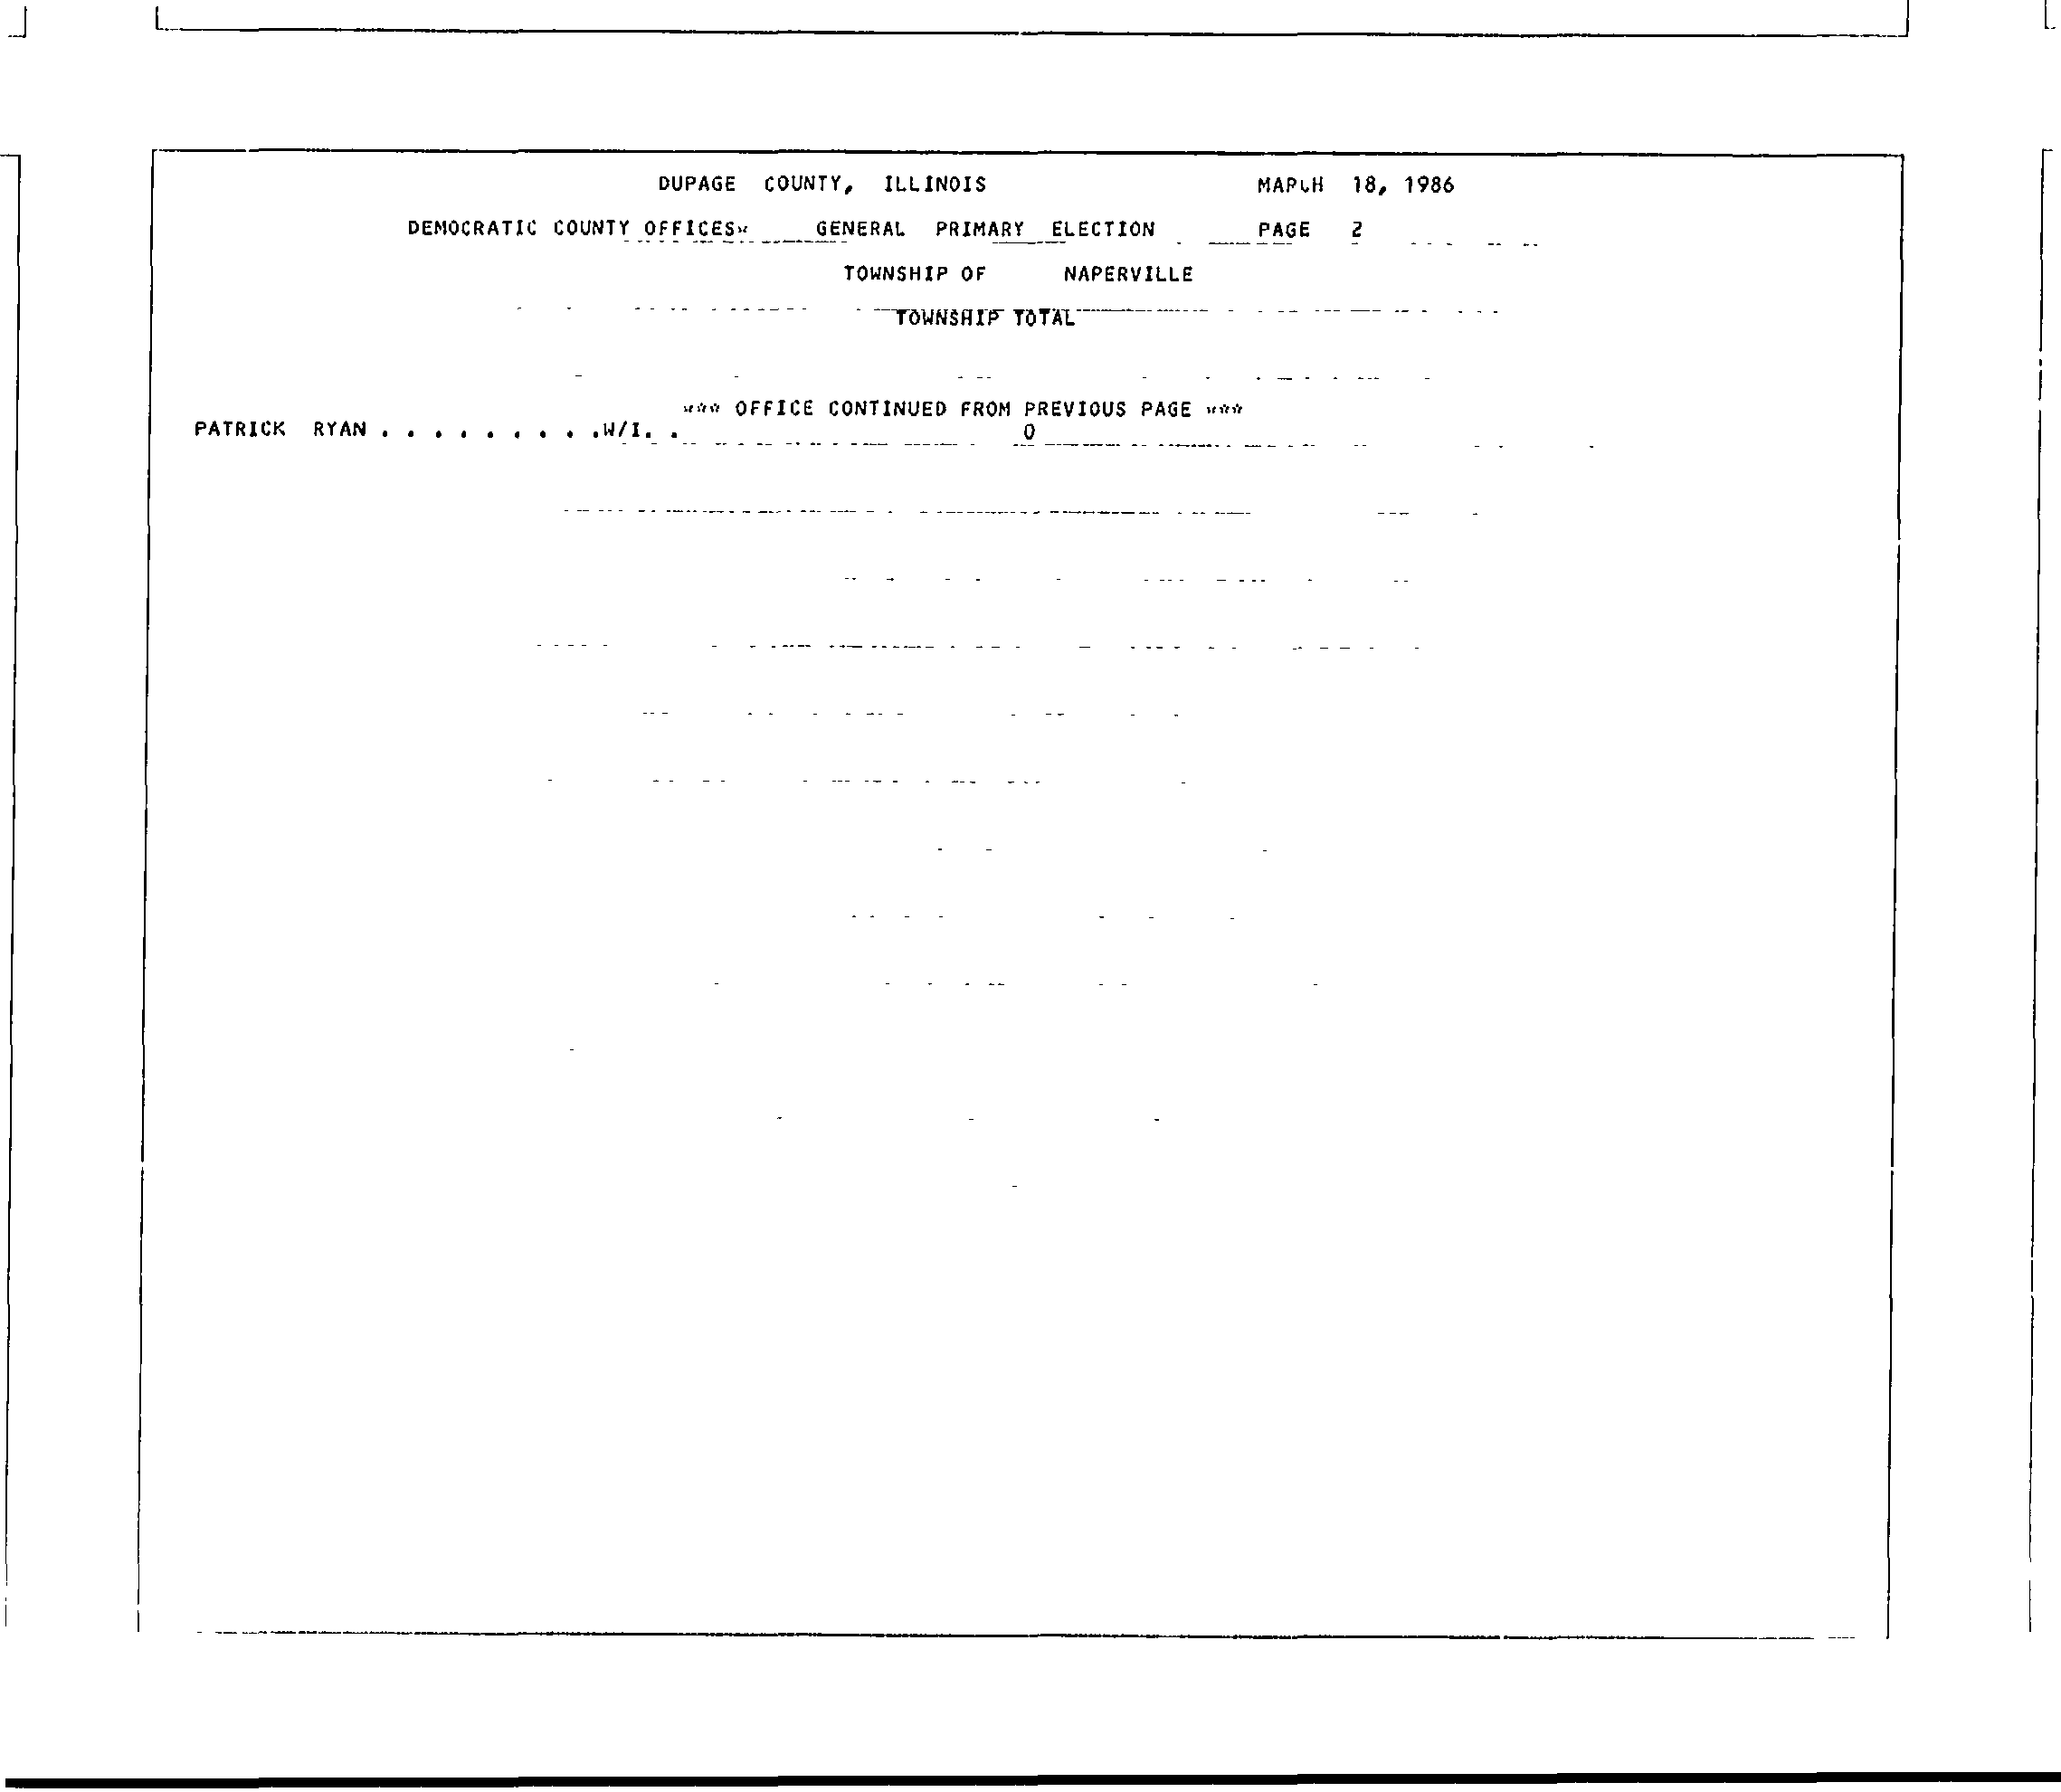 DUPAGE COUNTY, ILLINOIS MARCH 18, 1986
DEMOCRATIC COUNTY OFFICES* GENERAL PRIMARY ELECTION PAGE 2
TOWNSHIP OF NAPERVILLE
TOWNSHIP TOTAL
*** OFFICE CONTINUED FROM PREVIOUS PAGE ***
PATRICK RYAN . . . . . . . . .W/I. . 0